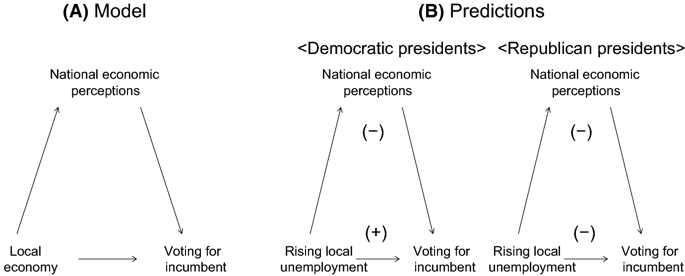 (A) Model
National economic
perceptions
Local
economy
Voting for
incumbent
(B) Predictions
<Democratic presidents>
National economic
perceptions
(−)
(+)
Rising local
unemployment
Voting for
incumbent
<Republican presidents>
National economic
perceptions
(−)
(−)
Rising local
unemployment
Voting for
incumbent